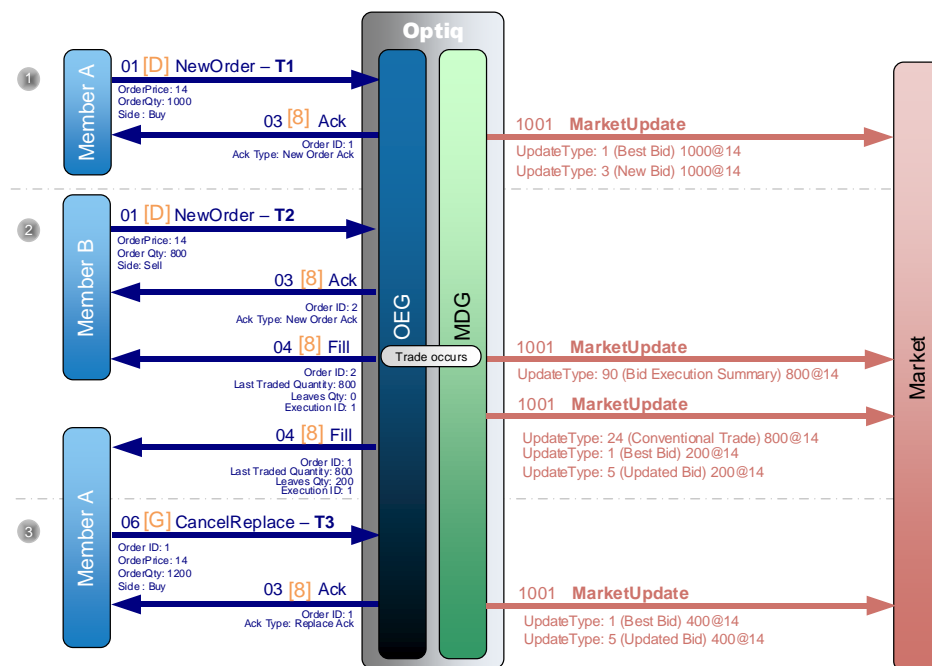 Optiq
OEG
MDG
Market
1
Member A
01 [D] NewOrder – T1
OrderPrice: 14
OrderQty: 1000
Side : Buy
03 [8] Ack
Order ID: 1
Ack Type: New Order Ack
1001 MarketUpdate
UpdateType: 1 (Best Bid) 1000@14
UpdateType: 3 (New Bid) 1000@14
2
Member B
01 [D] NewOrder – T2
OrderPrice: 14
Order Qty: 800
Side: Sell
03 [8] Ack
Order ID: 2
Ack Type: New Order Ack
04 [8] Fill
Order ID: 2
Last Traded Quantity: 800
Leaves Qty: 0
Execution ID: 1
Trade occurs
1001 MarketUpdate
UpdateType: 90 (Bid Execution Summary) 800@14
1001 MarketUpdate
UpdateType: 24 (Conventional Trade) 800@14
UpdateType: 1 (Best Bid) 200@14
UpdateType: 5 (Updated Bid) 200@14
Member A
04 [8] Fill
Order ID: 1
Last Traded Quantity: 800
Leaves Qty: 200
Execution ID: 1
3
06 [G] CancelReplace – T3
Order ID: 1
OrderPrice: 14
OrderQty: 1200
Side : Buy
03 [8] Ack
Order ID: 1
Ack Type: Replace Ack
1001 MarketUpdate
UpdateType: 1 (Best Bid) 400@14
UpdateType: 5 (Updated Bid) 400@14